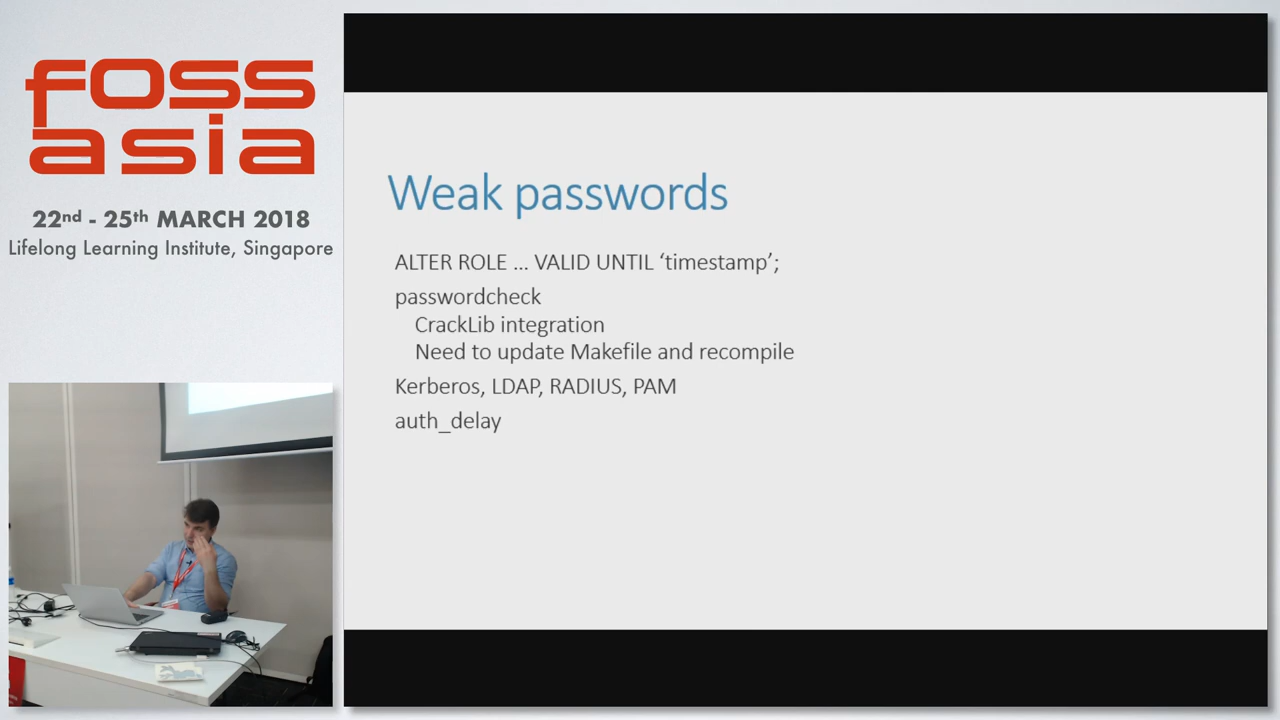 foss
asia
22nd - 25th MARCH 2018
Lifelong Learning Institute, Singapore
Weak passwords
ALTER ROLE ... VALID UNTIL ‘timestamp’;
passwordcheck
CrackLib integration
Need to update Makefile and recompile
Kerberos, LDAP, RADIUS, PAM
auth_delay